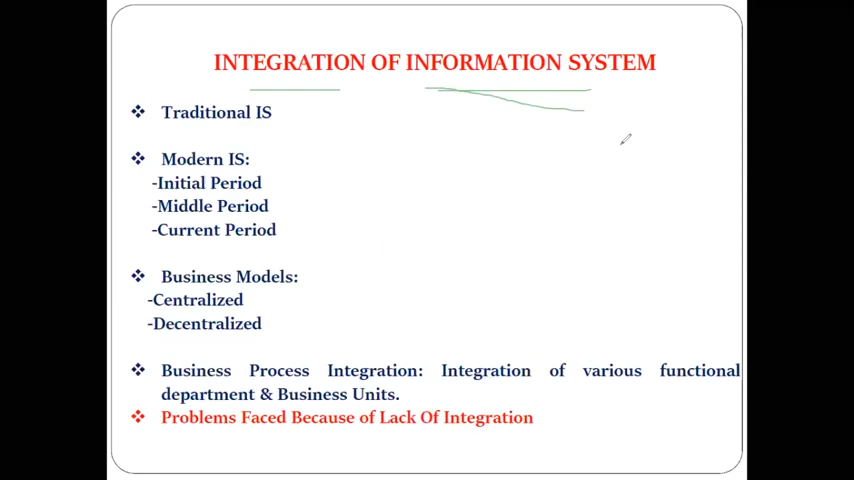 INTEGRATION OF INFORMATION SYSTEM
❖ Traditional IS
❖ Modern IS:
-Initial Period
-Middle Period
-Current Period
❖ Business Models:
-Centralized
-Decentralized
❖ Business Process Integration: Integration of various functional
department & Business Units.
❖ Problems Faced Because of Lack Of Integration